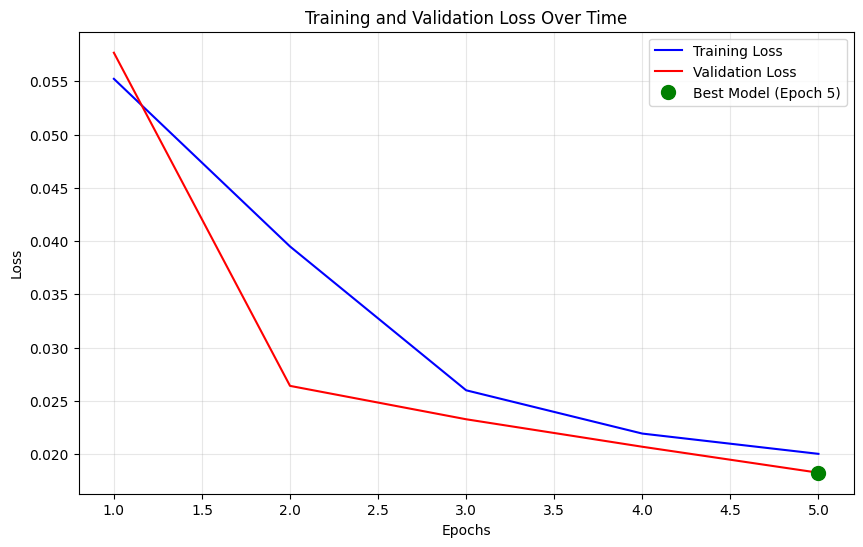 Training and Validation Loss Over Time
Training Loss
Validation Loss
Best Model (Epoch 5)
Loss
0.055
0.050
0.045
0.040
0.035
0.030
0.025
0.020
1.0 1.5 2.0 2.5 3.0 3.5 4.0 4.5 5.0
Epochs